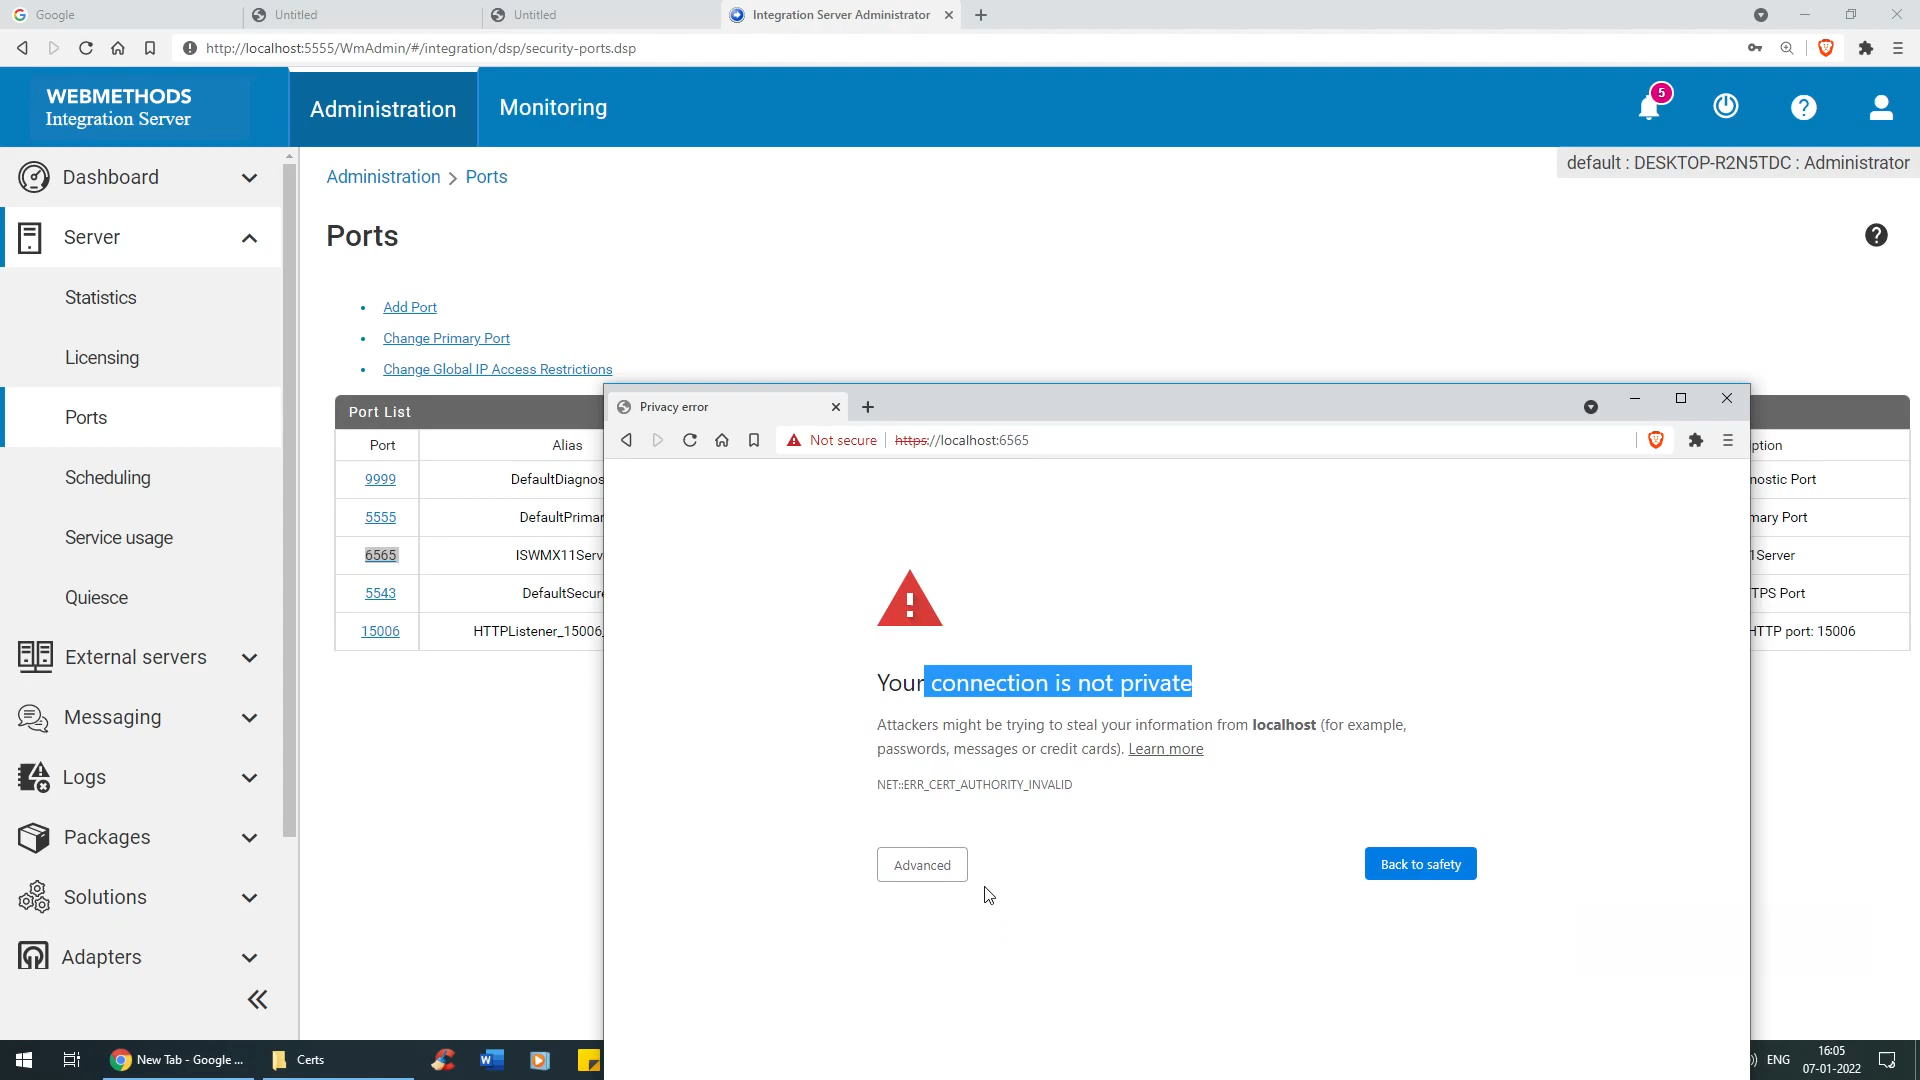 Google
Untitled
Untitled
Integration Server Administrator
http://localhost:5555/WmAdmin/#/integration/dsp/security-ports.dsp
WEBMETHODS
Integration Server
Administration
Monitoring
5
default : DESKTOP-R2N5TDC : Administrator
Dashboard
Server
Statistics
Licensing
Ports
Scheduling
Service usage
Quiesce
External servers
Messaging
Logs
Packages
Solutions
Adapters
Administration > Ports
Ports
Add Port
Change Primary Port
Change Global IP Access Restrictions
Port List
Port Alias ption
9999 DefaultDiagnos nostic Port
5555 DefaultPrimar mary Port
6565 ISWMX11Serv 1Server
5543 DefaultSecure TPS Port
15006 HTTPListener_15006_ HTTP port: 15006
Privacy error
Not secure https://localhost:6565
Your connection is not private
Attackers might be trying to steal your information from localhost (for example,
passwords, messages or credit cards). Learn more
NET::ERR_CERT_AUTHORITY_INVALID
Advanced
Back to safety
New Tab - Google ...
Certs
ENG
16:05
07-01-2022